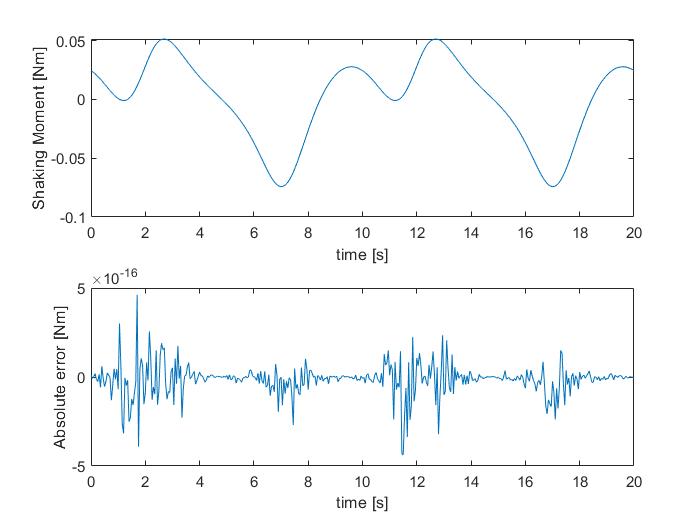 0.05
0
-0.05
-0.1
Shaking Moment [Nm]
0 2 4 6 8 10 12 14 16 18 20
time [s]
×10-16
5
0
-5
Absolute error [Nm]
0 2 4 6 8 10 12 14 16 18 20
time [s]